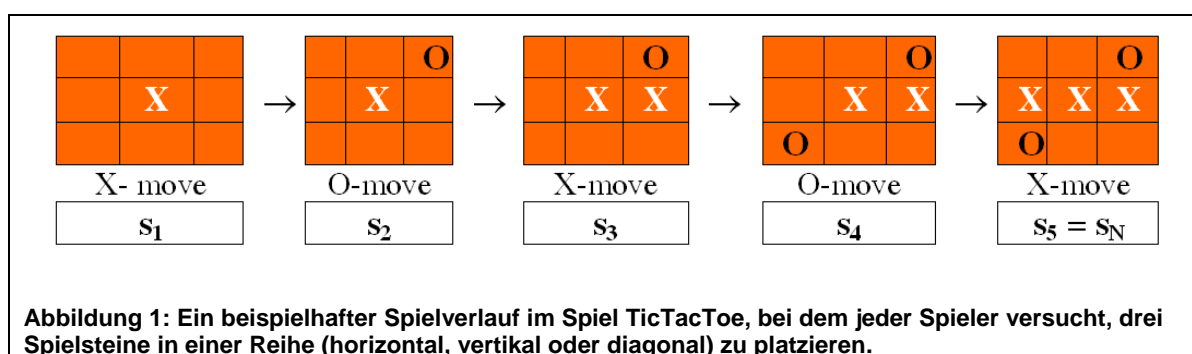 O O O O
X → X → X X → X X → X X X
O O
X- move O-move X-move O-move X-move
s1 s2 s3 s4 s5 = sN
Abbildung 1: Ein beispielhafter Spielverlauf im Spiel TicTacToe, bei dem jeder Spieler versucht, drei
Spielsteine in einer Reihe (horizontal, vertikal oder diagonal) zu platzieren.